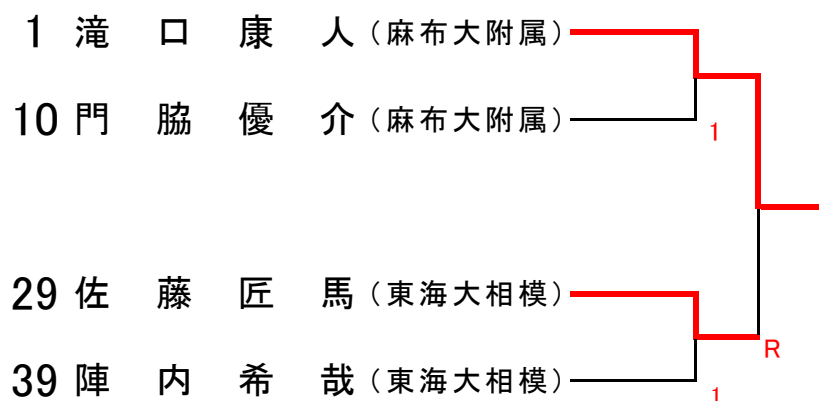 1 滝口康人（麻布大附属）
10 門脇優介（麻布大附属）
1
29 佐藤匠馬（東海大相模）
R
39 陣内希哉（東海大相模）
1